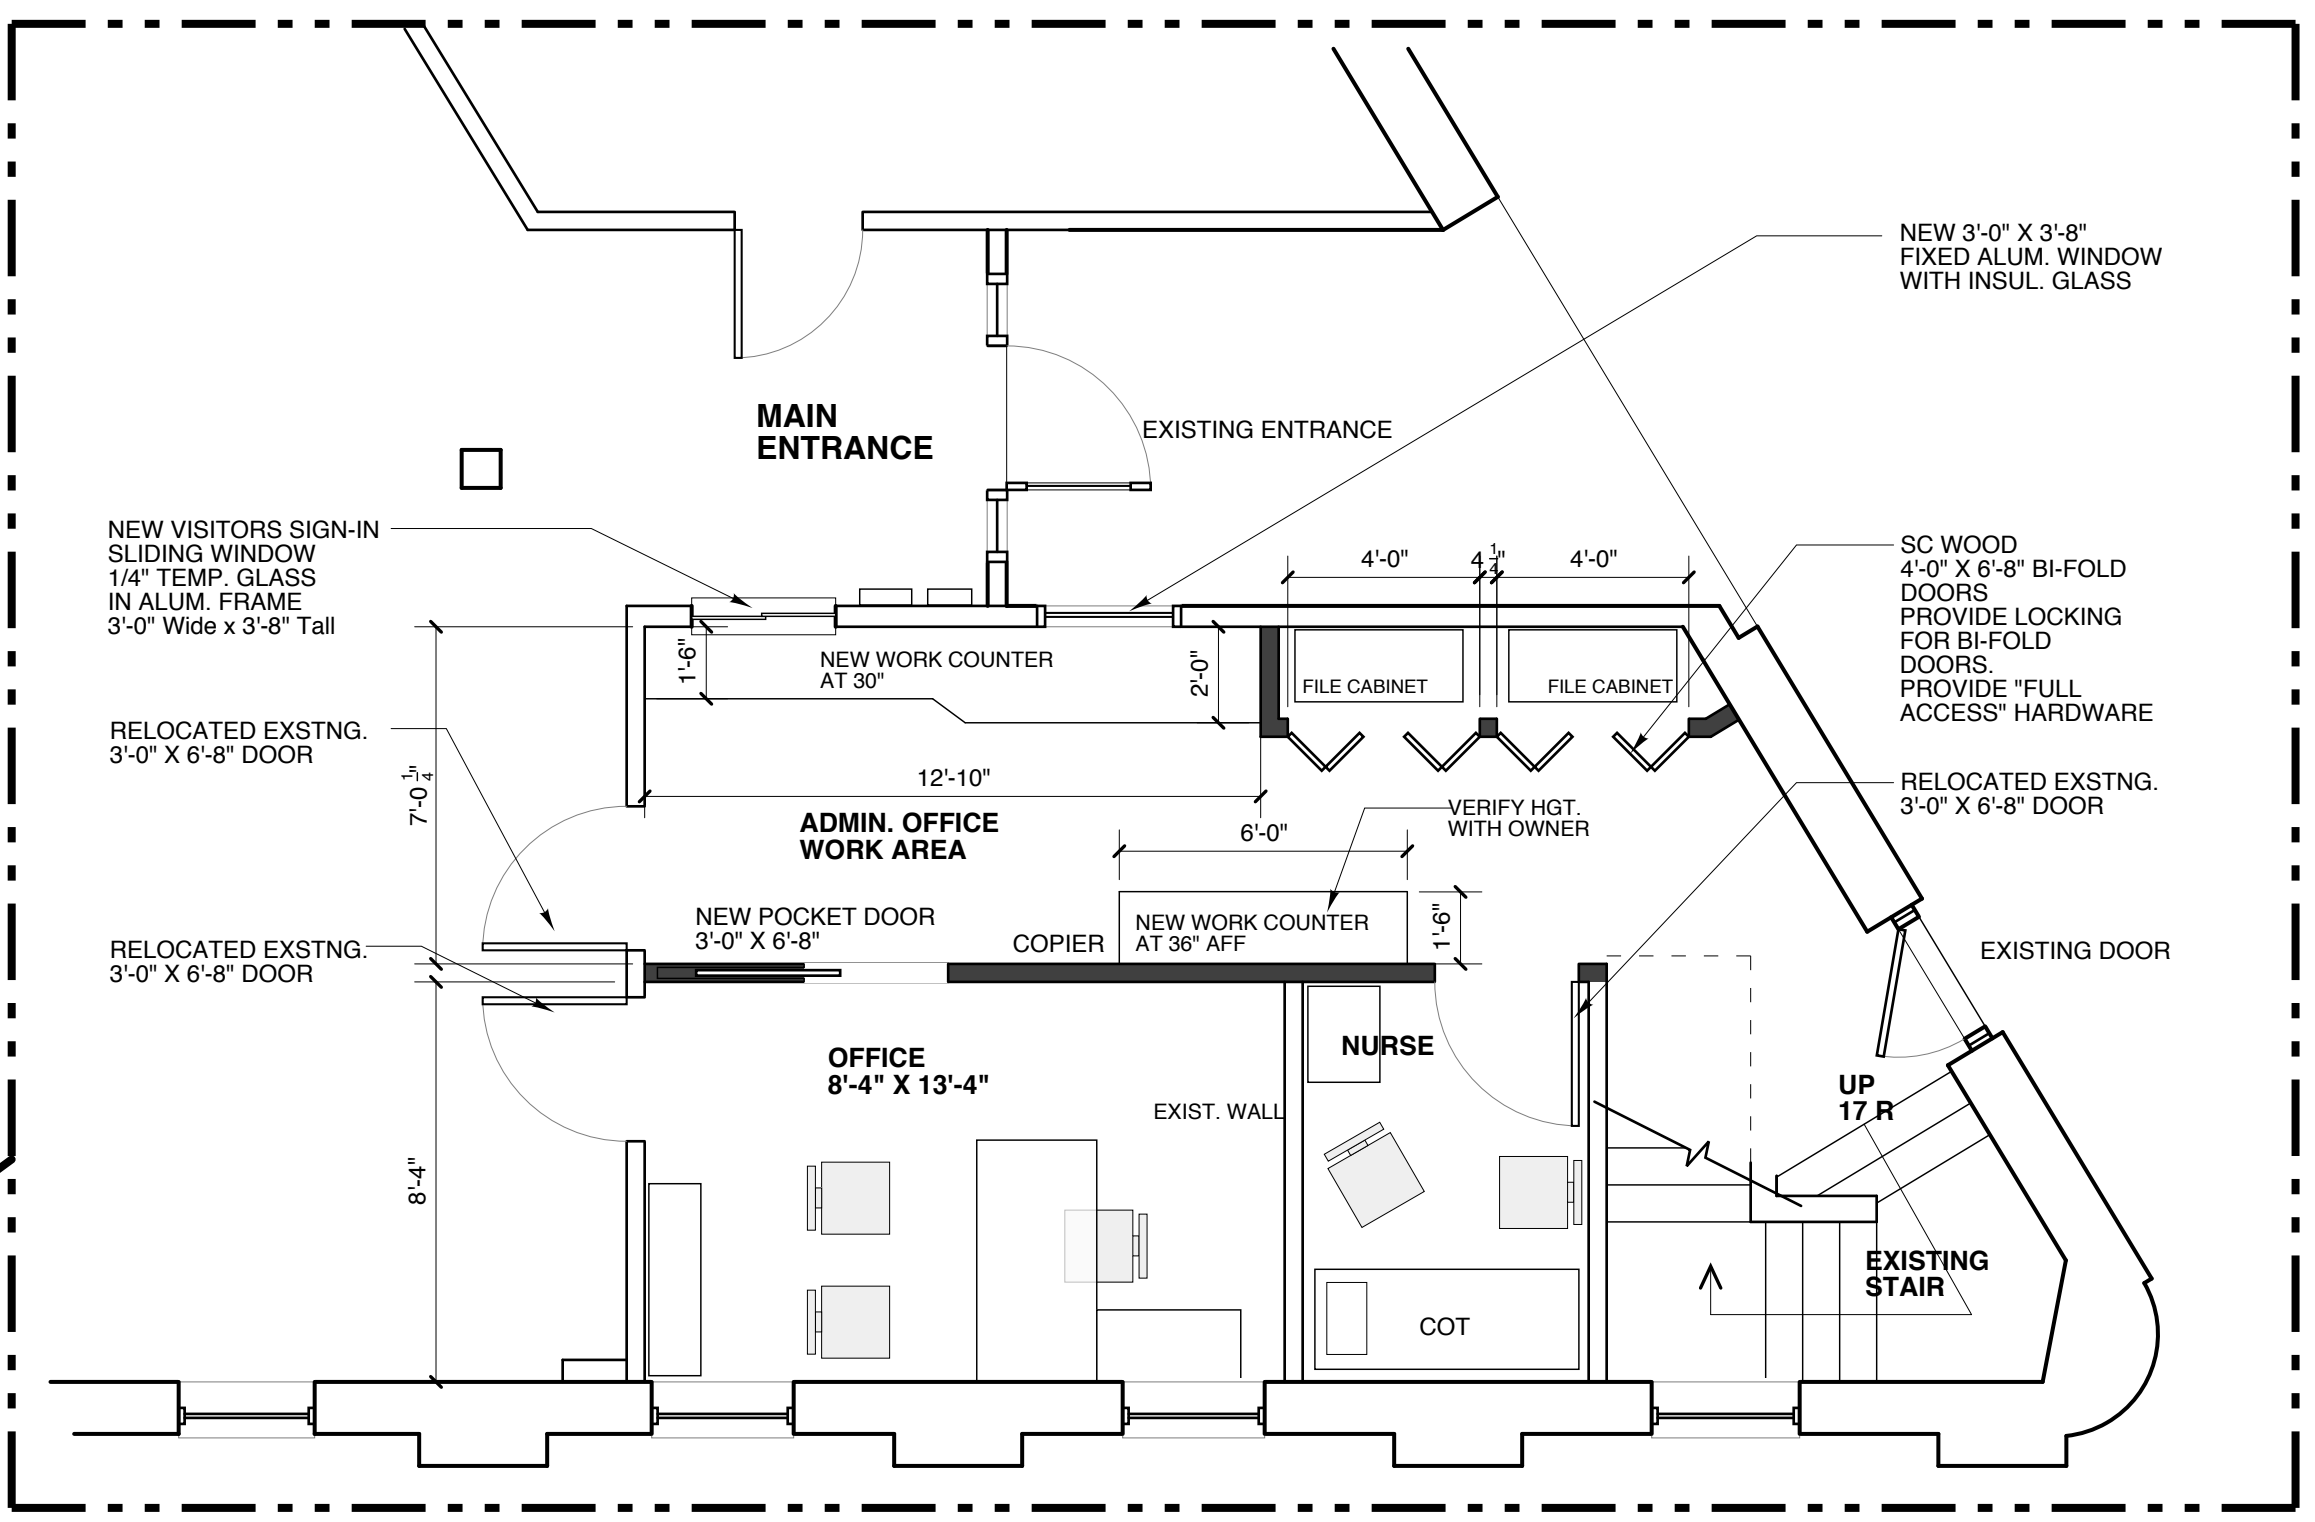 NEW 3'-0" X 3'-8"
FIXED ALUM. WINDOW
WITH INSUL. GLASS
MAIN
ENTRANCE
EXISTING ENTRANCE
NEW VISITORS SIGN-IN
SLIDING WINDOW
1/4" TEMP. GLASS
IN ALUM. FRAME
3'-0" Wide x 3'-8" Tall
4'-0"
4 1/4"
4'-0"
SC WOOD
4'-0" X 6'-8" BI-FOLD
DOORS
PROVIDE LOCKING
FOR BI-FOLD
DOORS.
PROVIDE "FULL
ACCESS" HARDWARE
1'-6"
NEW WORK COUNTER
AT 30"
2'-0"
FILE CABINET
FILE CABINET
RELOCATED EXSTNG.
3'-0" X 6'-8" DOOR
7'-0 1/4"
12'-10"
ADMIN. OFFICE
WORK AREA
6'-0"
VERIFY HGT.
WITH OWNER
RELOCATED EXSTNG.
3'-0" X 6'-8" DOOR
NEW POCKET DOOR
3'-0" X 6'-8"
COPIER
NEW WORK COUNTER
AT 36" AFF
1'-6"
RELOCATED EXSTNG.
3'-0" X 6'-8" DOOR
EXISTING DOOR
OFFICE
8'-4" X 13'-4"
NURSE
EXIST. WALL
UP
17 R
8'-4"
EXISTING
STAIR
COT